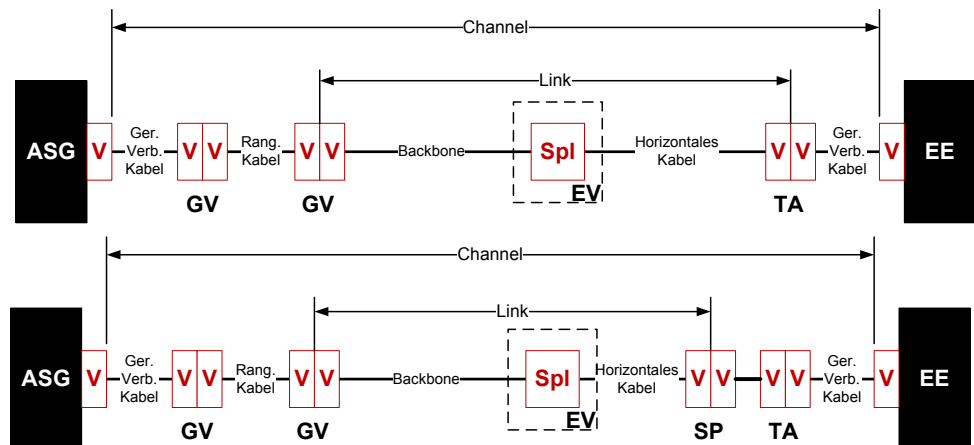 Channel
Link
ASG
V
Ger.
Verb.
Kabel
V V
Rang.
Kabel
V V
Backbone
Spl
Horizontales
Kabel
V V
Ger.
Verb.
Kabel
V
EE
GV
GV
EV
TA
Channel
Link
ASG
V
Ger.
Verb.
Kabel
V V
Rang.
Kabel
V V
Backbone
Spl
Horizontales
Kabel
V V
V V
Ger.
Verb.
Kabel
V
EE
GV
GV
EV
SP
TA